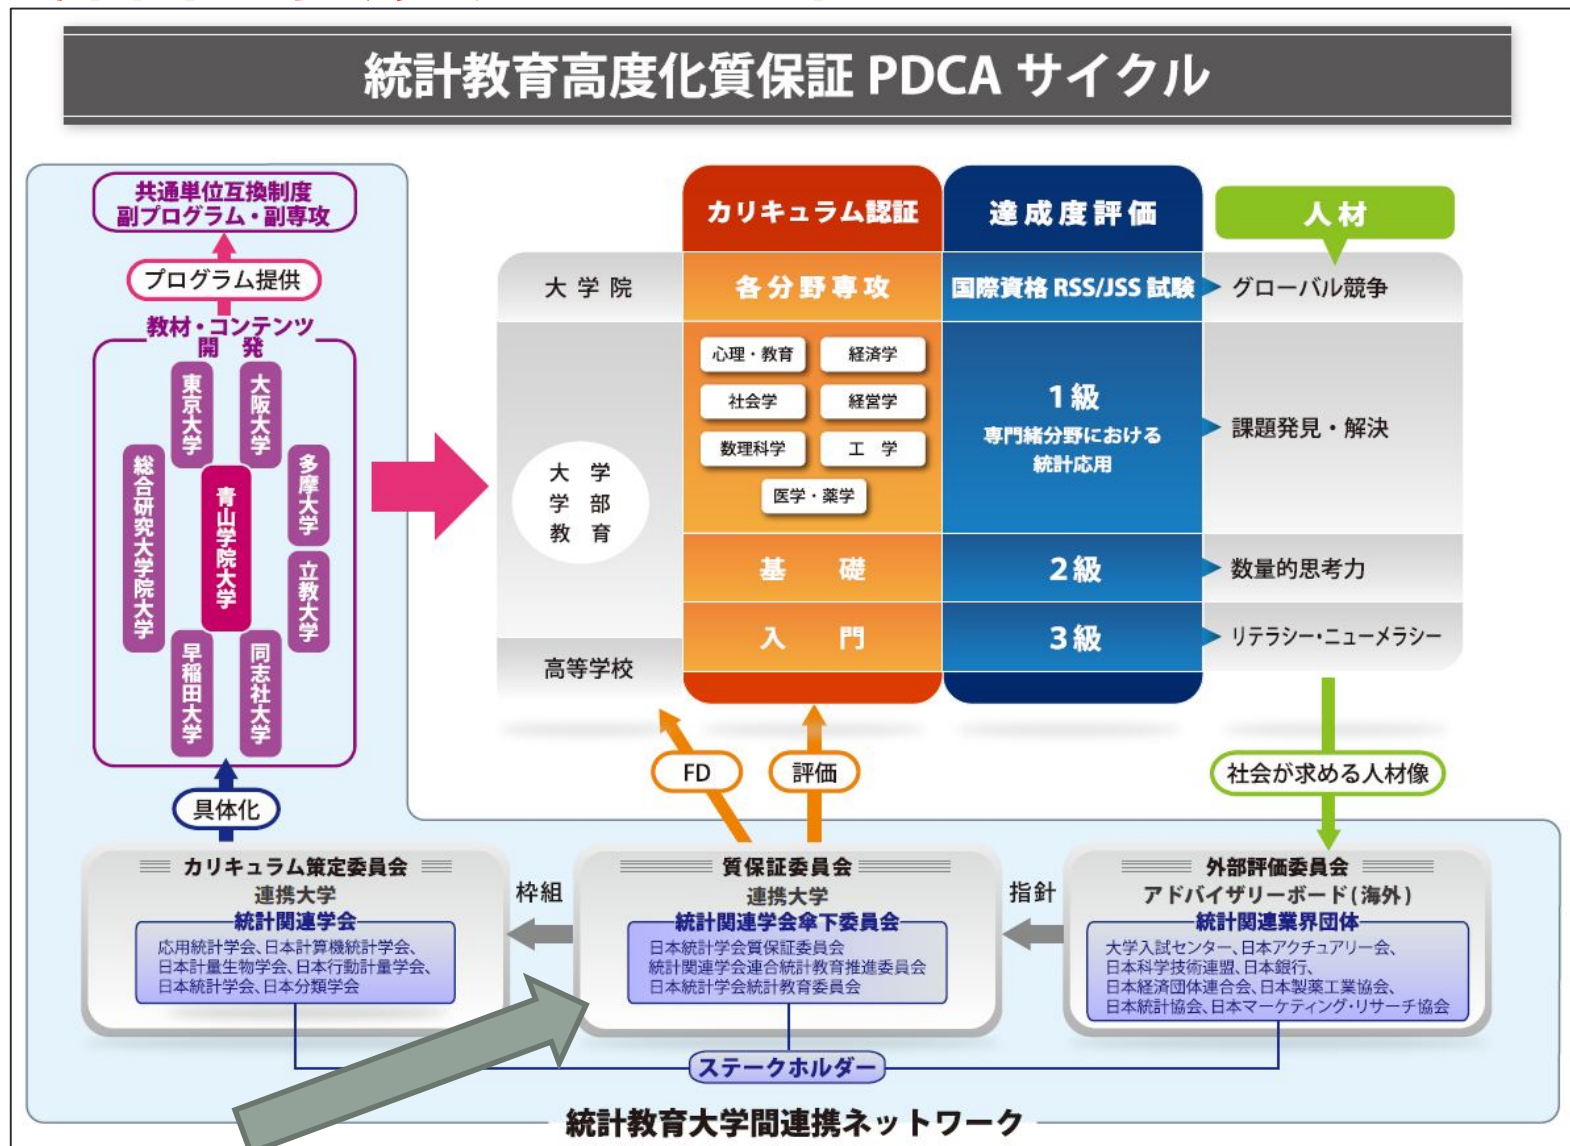 統計教育高度化質保証 PDCA サイクル
共通単位互換制度
副プログラム・副専攻
プログラム提供
教材・コンテンツ
開 発
東京大学
大阪大学
総合研究大学院大学
青山学院大学
多摩大学
立教大学
早稲田大学
同志社大学
具体化
カリキュラム認証
達成度評価
人材
大学院
各分野専攻
国際資格 RSS/JSS 試験
グローバル競争
大 学
学 部
教 育
心理・教育
経済学
社会学
経営学
数理科学
工 学
医学・薬学
1級
専門緒分野における
統計応用
課題発見・解決
基 礎
2級
数量的思考力
入 門
3級
リテラシー・ニューメラシー
高等学校
FD
評価
社会が求める人材像
カリキュラム策定委員会
連携大学
統計関連学会
応用統計学会、日本計算機統計学会、
日本計量生物学会、日本行動計量学会、
日本統計学会、日本分類学会
枠組
質保証委員会
連携大学
統計関連学会傘下委員会
日本統計学会質保証委員会
統計関連学会連合統計教育推進委員会
日本統計学会統計教育委員会
指針
外部評価委員会
アドバイザリーボード(海外)
統計関連業界団体
大学入試センター、日本アクチュアリー会、
日本科学技術連盟、日本銀行、
日本経済団体連合会、日本製薬工業協会、
日本統計協会、日本マーケティング・リサーチ協会
ステークホルダー
統計教育大学間連携ネットワーク